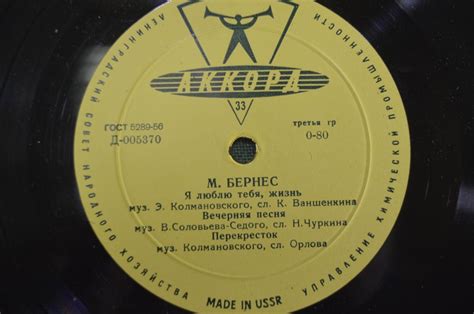 ЛЕНИНГРАДСКИЙ СОВЕТ НАРОДНОГО ХОЗЯЙСТВА
УПРАВЛЕНИЕ ХИМИЧЕСКОЙ ПРОМЫШЛЕННОСТИ
АККОРД
33
ГОСТ 5289-56
Д-005370
третья гр
0-80
М. БЕРНЕС
Я люблю тебя, жизнь
муз. Э. Колмановского, сл. К. Ваншенкина
Вечерняя песня
муз. В.Соловьева-Седого, сл. Н.Чуркина
Перекресток
муз. Колмановского, сл. Орлова
MADE IN USSR